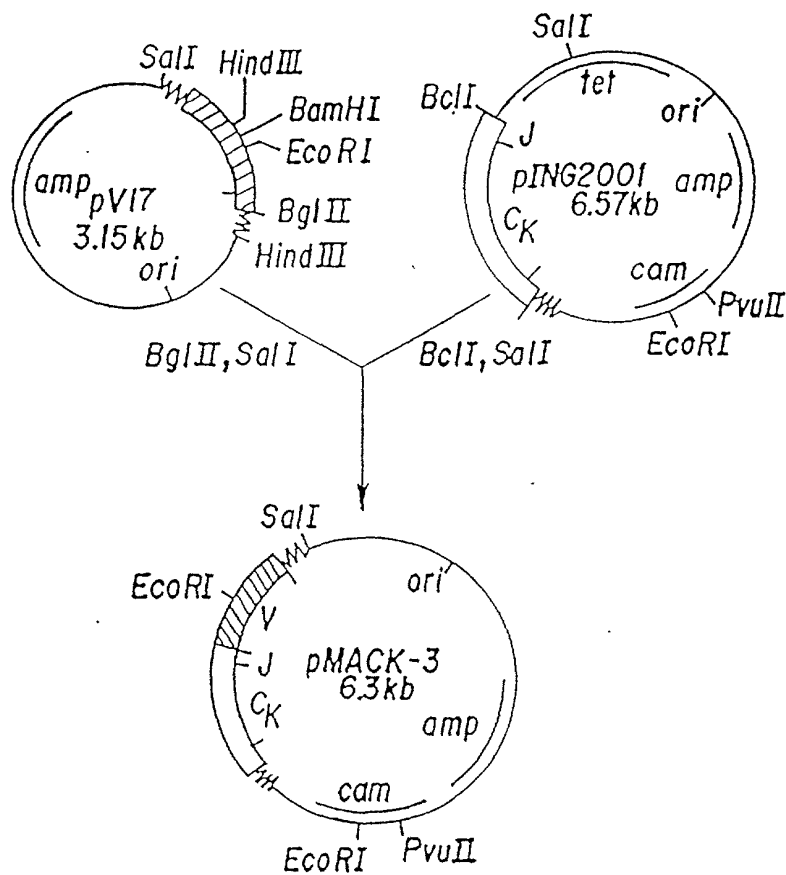 SalI
HindIII
BamHI
EcoRI
amp
pV17
3.15kb
BglII
HindIII
ori
SalI
tet
BclI
ori
J
pING2001
6.57kb
amp
CK
cam
PvuII
EcoRI
BglII, SalI
BclI, SalI
SalI
EcoRI
ori
V
J
pMACK-3
6.3kb
CK
amp
cam
EcoRI
PvuII